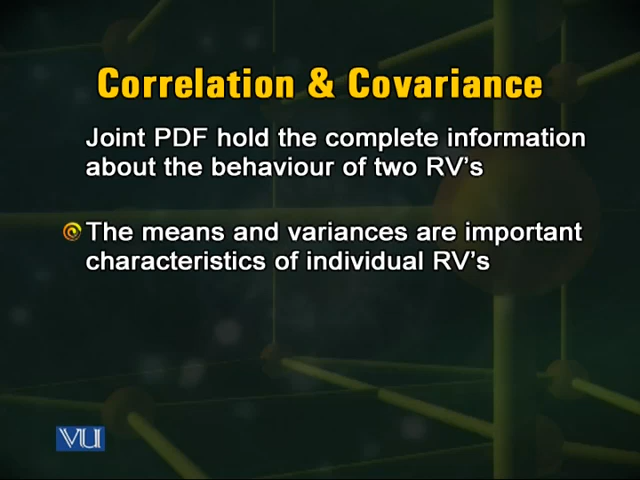 Correlation & Covariance
Joint PDF hold the complete information
about the behaviour of two RV's
The means and variances are important
characteristics of individual RV's
VU